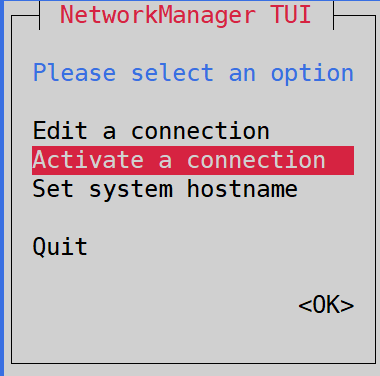 NetworkManager TUI
Please select an option
Edit a connection
Activate a connection
Set system hostname
Quit
<OK>